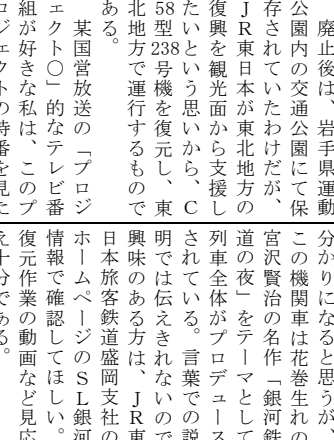 廃止後は、岩手県運動
公園内の交通公園にて保
存されていたわけだが、
JR東日本が東北地方の
復興を観光面から支援し
たいという思いから、C
58型238号機を復元し、東
北地方で運行するもので
ある。
某国営放送の「プロジ
ェクト○」的なテレビ番
組が好きな私は、このプ
ロジェクトの特番を見た
分かりになると思うが、
この機関車は花巻生れの
宮沢賢治の名作「銀河鉄
道の夜」をテーマとして
列車全体がプロデュース
されている。言葉での説
明では伝えきれないので
興味のある方は、JR東
日本旅客鉄道盛岡支社の
ホームページのSL銀河
情報で確認してほしい。
復元作業の動画など見応
え十分である。